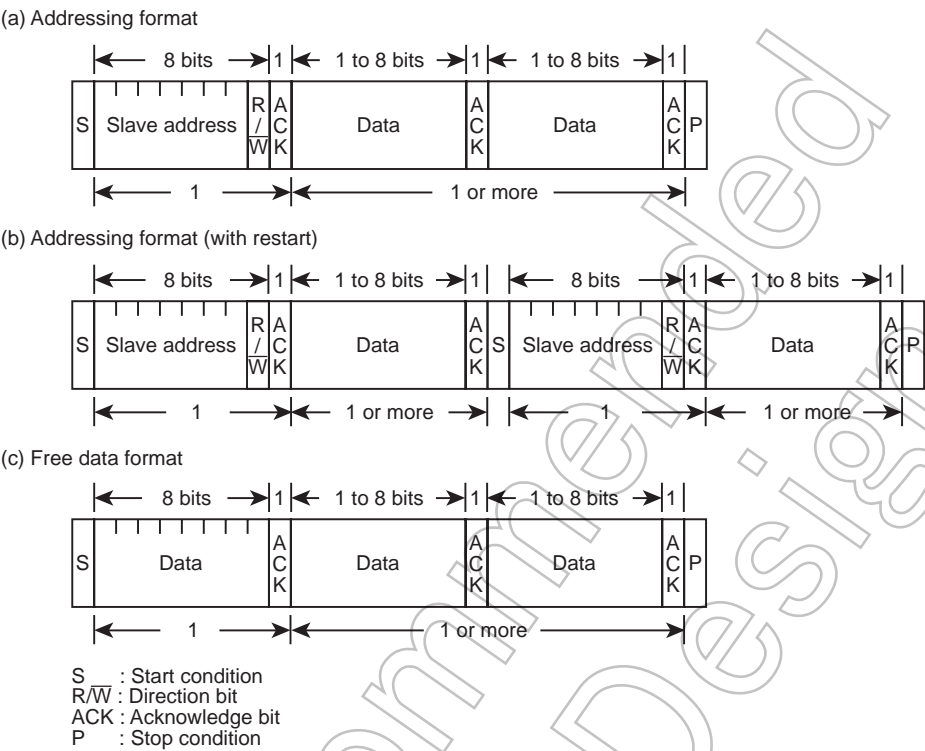 (a) Addressing format
8 bits 1 1 to 8 bits 1 1 to 8 bits 1
S Slave address R/W ACK Data ACK Data ACK P
1 1 or more
(b) Addressing format (with restart)
8 bits 1 1 to 8 bits 1 8 bits 1 1 to 8 bits 1
S Slave address R/W ACK Data ACK S Slave address R/W ACK Data ACK P
1 1 or more 1 1 or more
(c) Free data format
8 bits 1 1 to 8 bits 1 1 to 8 bits 1
S Data ACK Data ACK Data ACK P
1 1 or more
S : Start condition
R/W : Direction bit
ACK : Acknowledge bit
P : Stop condition